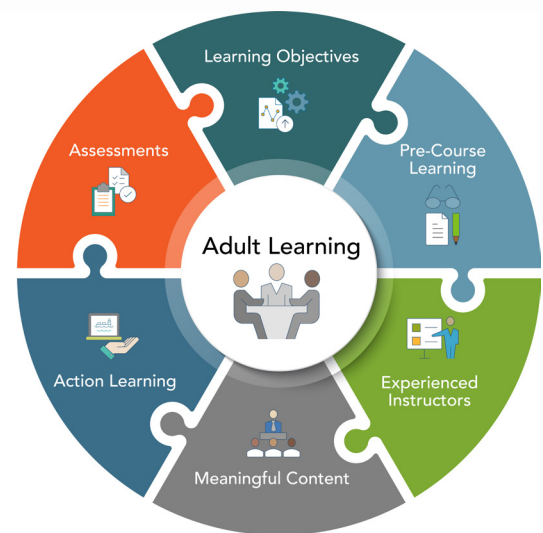 Learning Objectives
Pre-Course
Learning
Experienced
Instructors
Meaningful Content
Action Learning
Assessments
Adult Learning